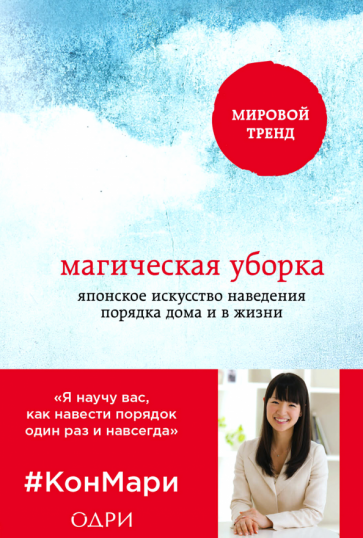 МИРОВОЙ
ТРЕНД
магическая уборка
японское искусство наведения
порядка дома и в жизни
«Я научу вас,
как навести порядок
один раз и навсегда»
#КонМари
ОДРИ